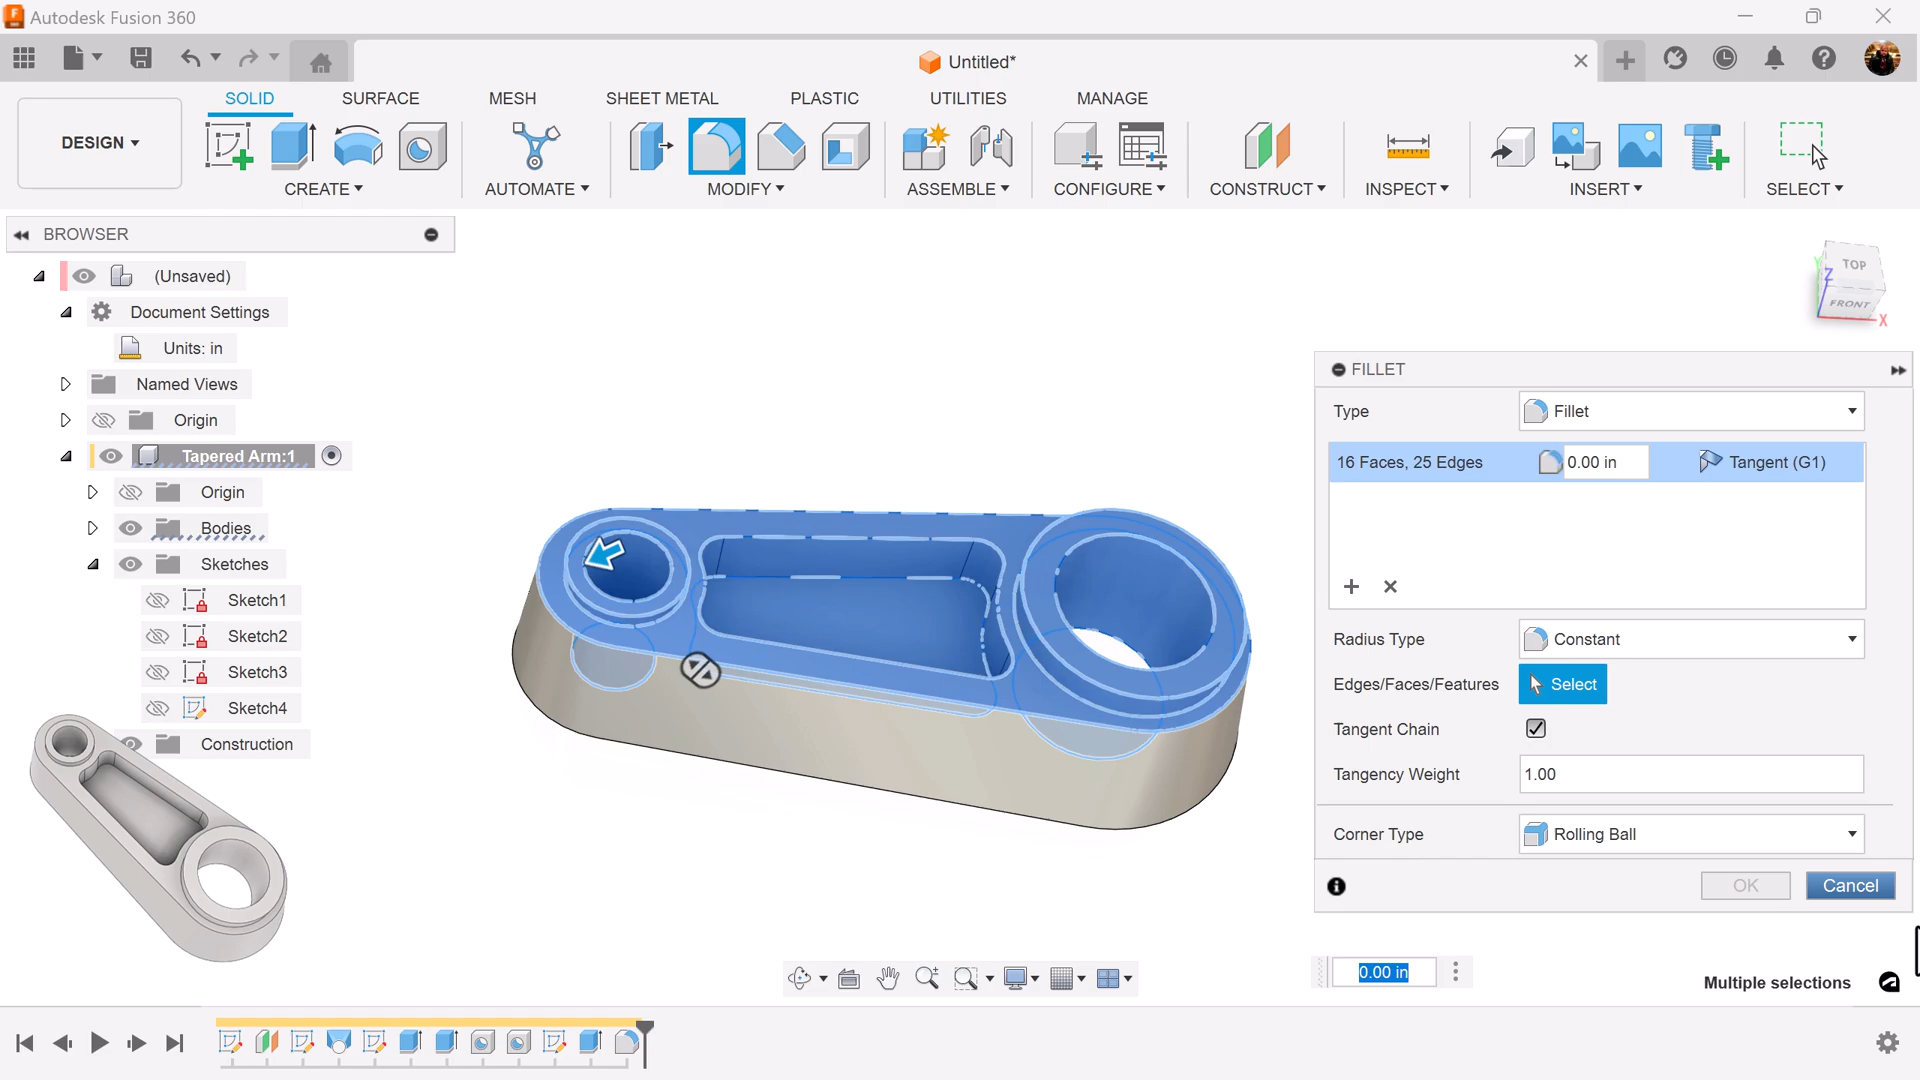 Autodesk Fusion 360
Untitled*
SOLID SURFACE MESH SHEET METAL PLASTIC UTILITIES MANAGE
DESIGN
CREATE AUTOMATE MODIFY ASSEMBLE CONFIGURE CONSTRUCT INSPECT INSERT SELECT
BROWSER
(Unsaved)
Document Settings
Units: in
Named Views
Origin
Tapered Arm:1
Origin
Bodies
Sketches
Sketch1
Sketch2
Sketch3
Sketch4
Construction
TOP
FRONT
Z
Y
X
FILLET
Type Fillet
16 Faces, 25 Edges 0.00 in Tangent (G1)
Radius Type Constant
Edges/Faces/Features Select
Tangent Chain
Tangency Weight 1.00
Corner Type Rolling Ball
OK Cancel
0.00 in
Multiple selections